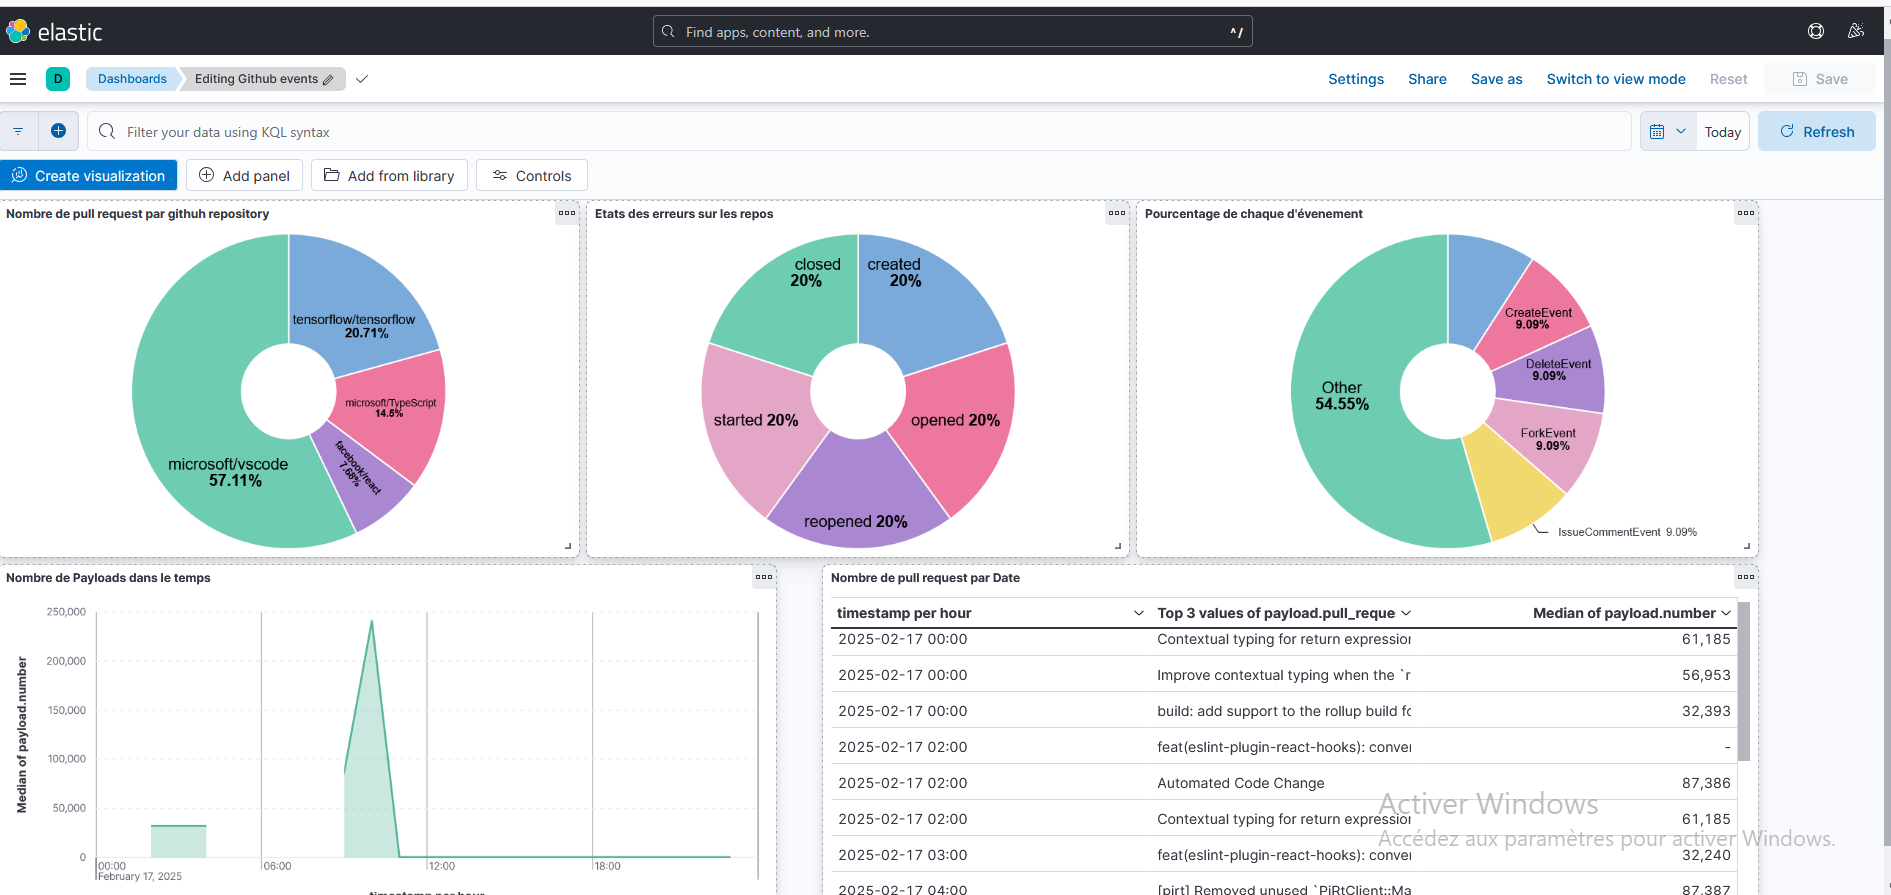 elastic
Find apps, content, and more.
^/
D
Dashboards
Editing Github events
Settings
Share
Save as
Switch to view mode
Reset
Save
Filter your data using KQL syntax
Today
Refresh
Create visualization
Add panel
Add from library
Controls
Nombre de pull request par githuh repository
tensorflow/tensorflow
20.71%
microsoft/TypeScript
14.5%
facebook/react
7.68%
microsoft/vscode
57.11%
Etats des erreurs sur les repos
closed
20%
created
20%
started 20%
opened 20%
reopened 20%
Pourcentage de chaque d'évenement
CreateEvent
9.09%
DeleteEvent
9.09%
Other
54.55%
ForkEvent
9.09%
IssueCommentEvent 9.09%
Nombre de Payloads dans le temps
Median of payload.number
250,000
200,000
150,000
100,000
50,000
0
00:00
06:00
12:00
18:00
February 17, 2025
timestamp per hour
Nombre de pull request par Date
timestamp per hour
Top 3 values of payload.pull_reque
Median of payload.number
2025-02-17 00:00 Contextual typing for return expression 61,185
2025-02-17 00:00 Improve contextual typing when the `r 56,953
2025-02-17 00:00 build: add support to the rollup build fo 32,393
2025-02-17 02:00 feat(eslint-plugin-react-hooks): conver -
2025-02-17 02:00 Automated Code Change 87,386
2025-02-17 02:00 Contextual typing for return expression 61,185
2025-02-17 03:00 feat(eslint-plugin-react-hooks): conver 32,240
2025-02-17 04:00 [pjrt] Removed unused `PjRtClient::Ma 87,387
Activer Windows
Accédez aux paramètres pour activer Windows.